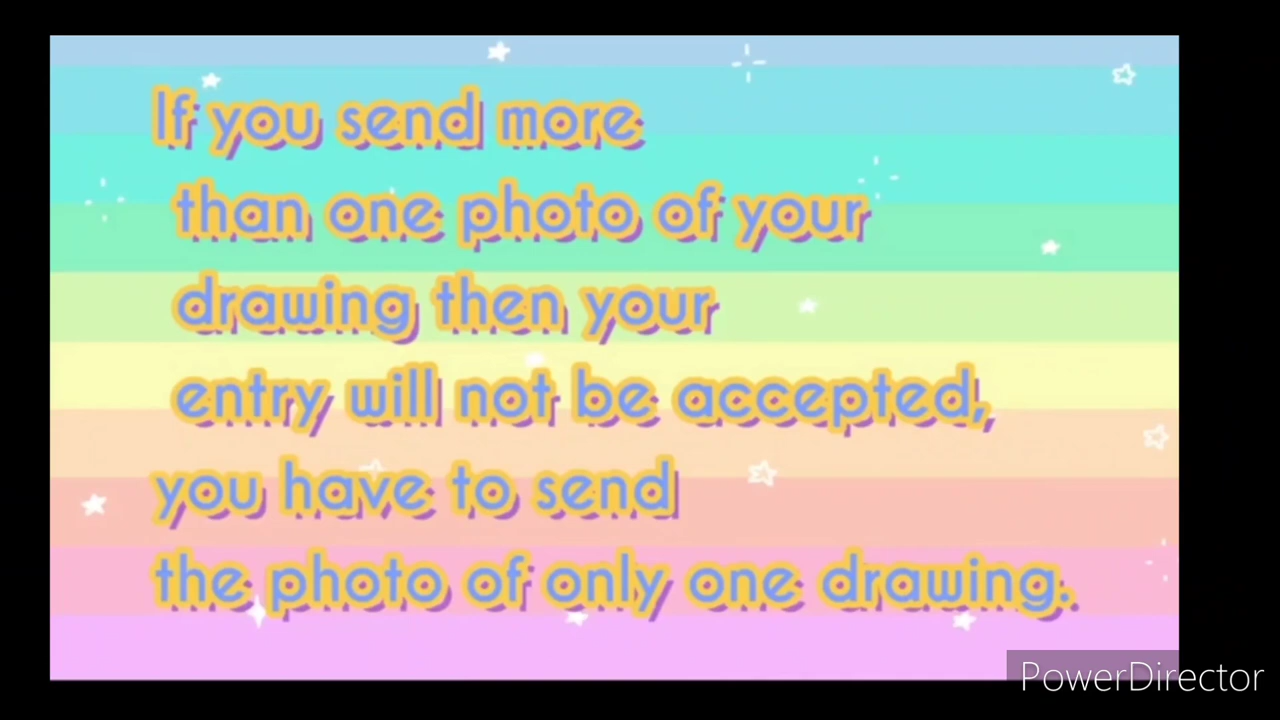 If you send more
than one photo of your
drawing then your
entry will not be accepted,
you have to send
the photo of only one drawing.
PowerDirector